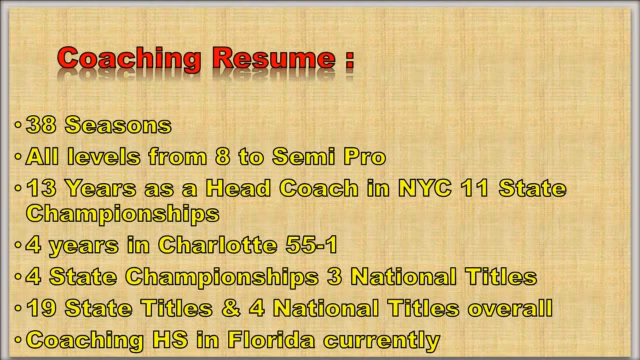 Coaching Resume :
• 38 Seasons
• All levels from 8 to Semi Pro
• 13 Years as a Head Coach in NYC 11 State
Championships
• 4 years in Charlotte 55-1
• 4 State Championships 3 National Titles
• 19 State Titles & 4 National Titles overall
• Coaching HS in Florida currently